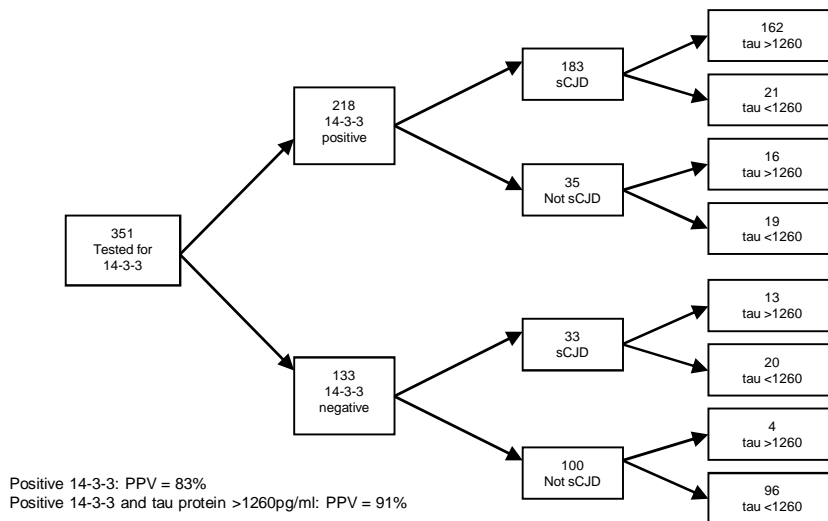 351
Tested for
14-3-3
218
14-3-3
positive
133
14-3-3
negative
183
sCJD
35
Not sCJD
33
sCJD
100
Not sCJD
162
tau >1260
21
tau <1260
16
tau >1260
19
tau <1260
13
tau >1260
20
tau <1260
4
tau >1260
96
tau <1260
Positive 14-3-3: PPV = 83%
Positive 14-3-3 and tau protein >1260pg/ml: PPV = 91%